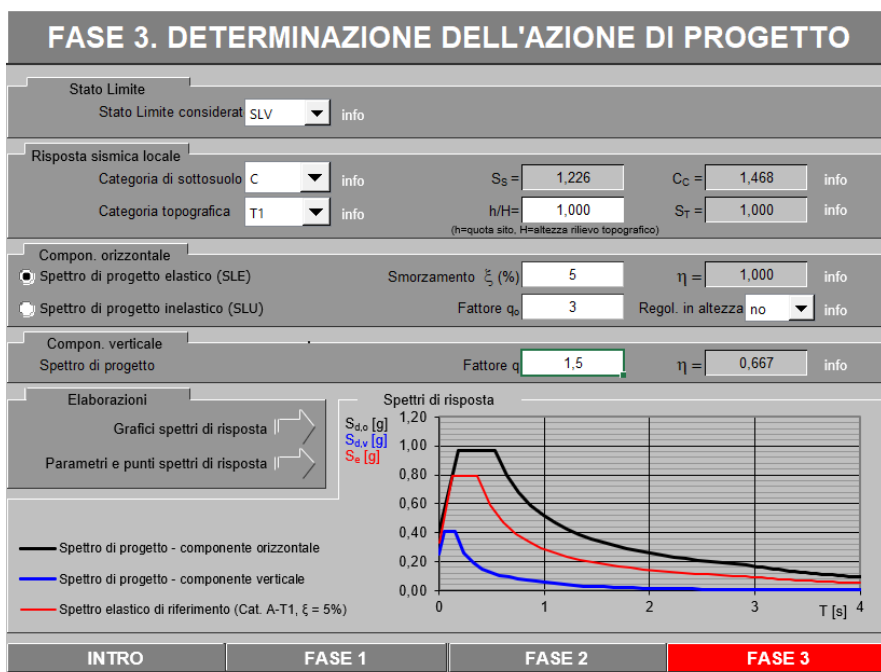 FASE 3. DETERMINAZIONE DELL'AZIONE DI PROGETTO
Stato Limite
Stato Limite considerat SLV info
Risposta sismica locale
Categoria di sottosuolo C info SS = 1,226 CC = 1,468 info
Categoria topografica T1 info h/H= 1,000 ST = 1,000 info
(h=quota sito, H=altezza rilievo topografico)
Compon. orizzontale
Spettro di progetto elastico (SLE) Smorzamento ξ (%) 5 η = 1,000 info
Spettro di progetto inelastico (SLU) Fattore qo 3 Regol. in altezza no info
Compon. verticale
Spettro di progetto Fattore q 1,5 η = 0,667 info
Elaborazioni
Grafici spettri di risposta
Parametri e punti spettri di risposta
Spettri di risposta
Sd,o [g]
Sd,v [g]
Se [g]
1,20
1,00
0,80
0,60
0,40
0,20
0,00
0 1 2 3 T [s] 4
Spettro di progetto - componente orizzontale
Spettro di progetto - componente verticale
Spettro elastico di riferimento (Cat. A-T1, ξ = 5%)
INTRO FASE 1 FASE 2 FASE 3